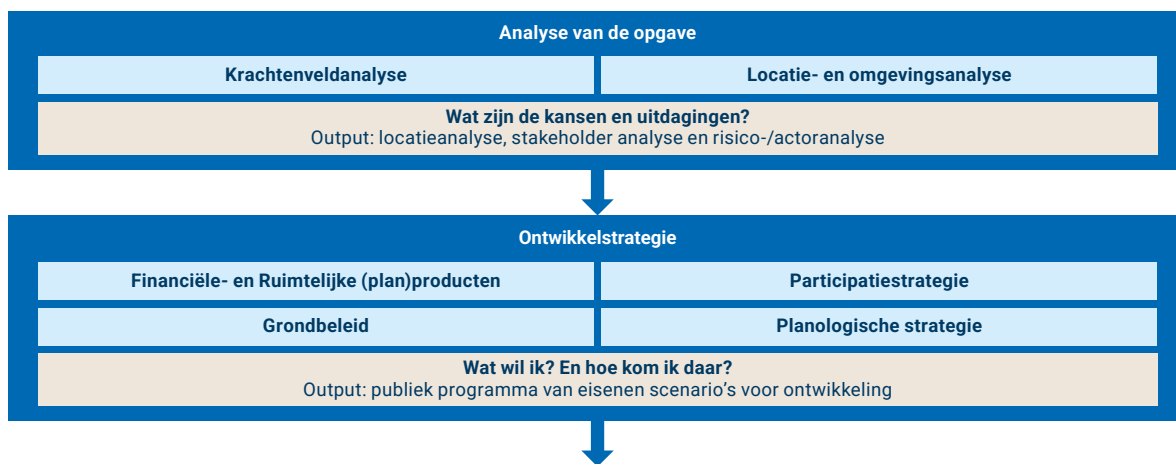 Analyse van de opgave
Krachtenveldanalyse
Locatie- en omgevingsanalyse
Wat zijn de kansen en uitdagingen?
Output: locatieanalyse, stakeholder analyse en risico-/actoranalyse
Ontwikkelstrategie
Financiële- en Ruimtelijke (plan)producten
Participatiestrategie
Grondbeleid
Planologische strategie
Wat wil ik? En hoe kom ik daar?
Output: publiek programma van eisenen scenario’s voor ontwikkeling